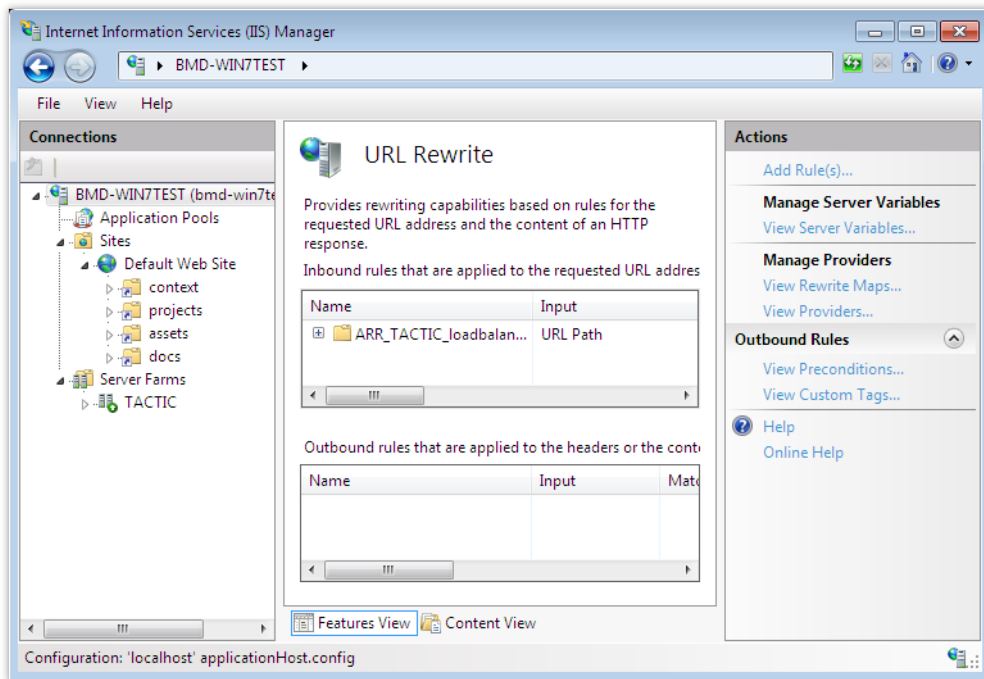 Internet Information Services (IIS) Manager
BMD-WIN7TEST
File View Help
Connections
BMD-WIN7TEST (bmd-win7te
Application Pools
Sites
Default Web Site
context
projects
assets
docs
Server Farms
TACTIC
URL Rewrite
Provides rewriting capabilities based on rules for the
requested URL address and the content of an HTTP
response.
Inbound rules that are applied to the requested URL addres
Name Input
ARR_TACTIC_loadbalan... URL Path
Outbound rules that are applied to the headers or the conte
Name Input Matc
Features View Content View
Actions
Add Rule(s)...
Manage Server Variables
View Server Variables...
Manage Providers
View Rewrite Maps...
View Providers...
Outbound Rules
View Preconditions...
View Custom Tags...
Help
Online Help
Configuration: 'localhost' applicationHost.config